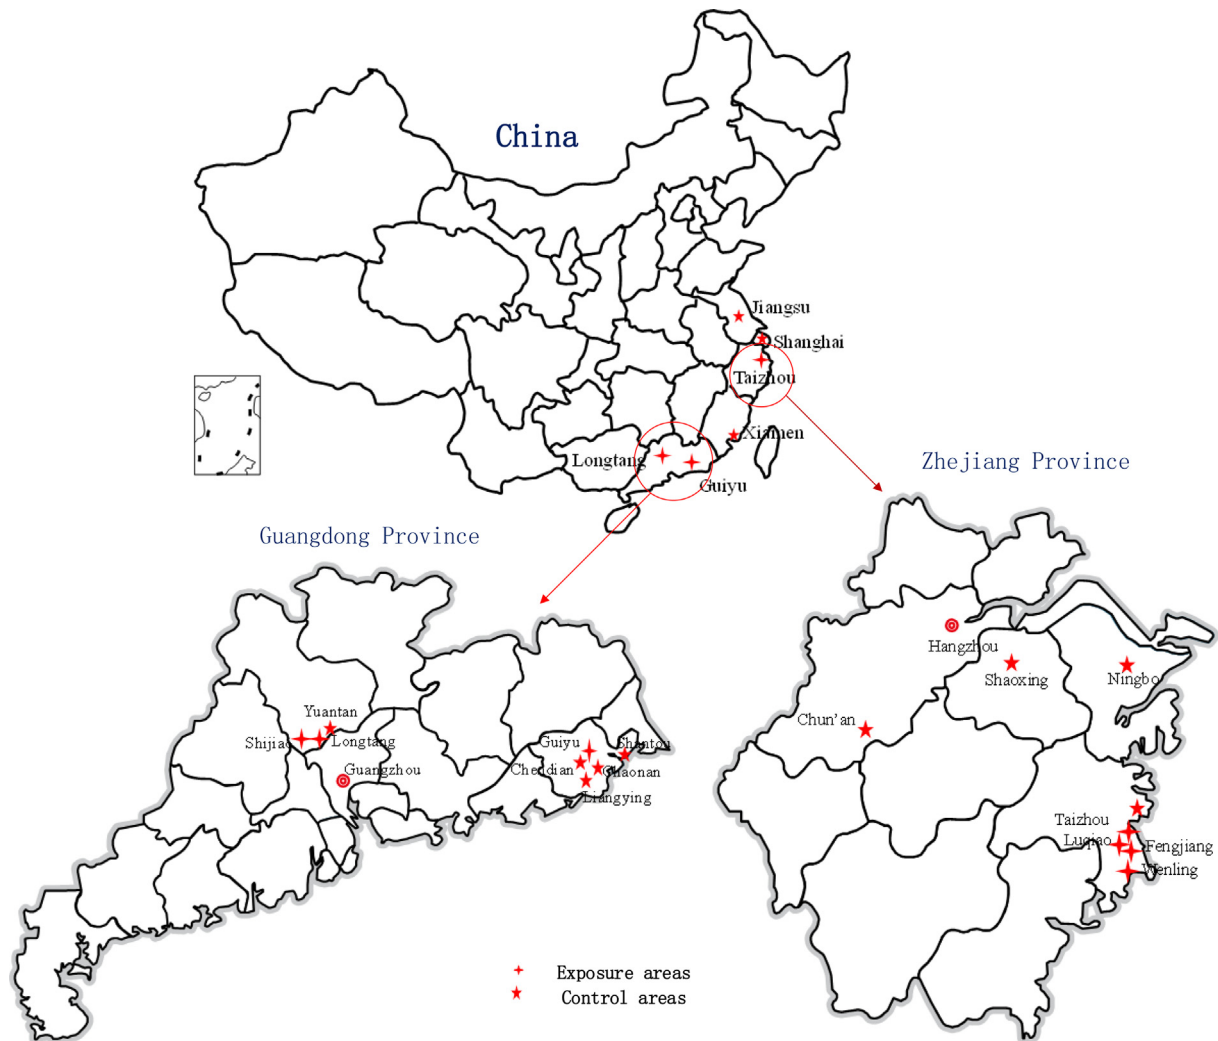 China
Jiangsu
Shanghai
Taizhou
Xiamen
Longtang
Guiyu
Zhejiang Province
Guangdong Province
Hangzhou
Shaoxing
Ningbo
Chun'an
Yuantan
Shijiao
Longtang
Guangzhou
Guiyu
Shantou
Chendian
Chaonan
Liangying
Taizhou
Luqiao
Fengjiang
Wenling
Exposure areas
Control areas